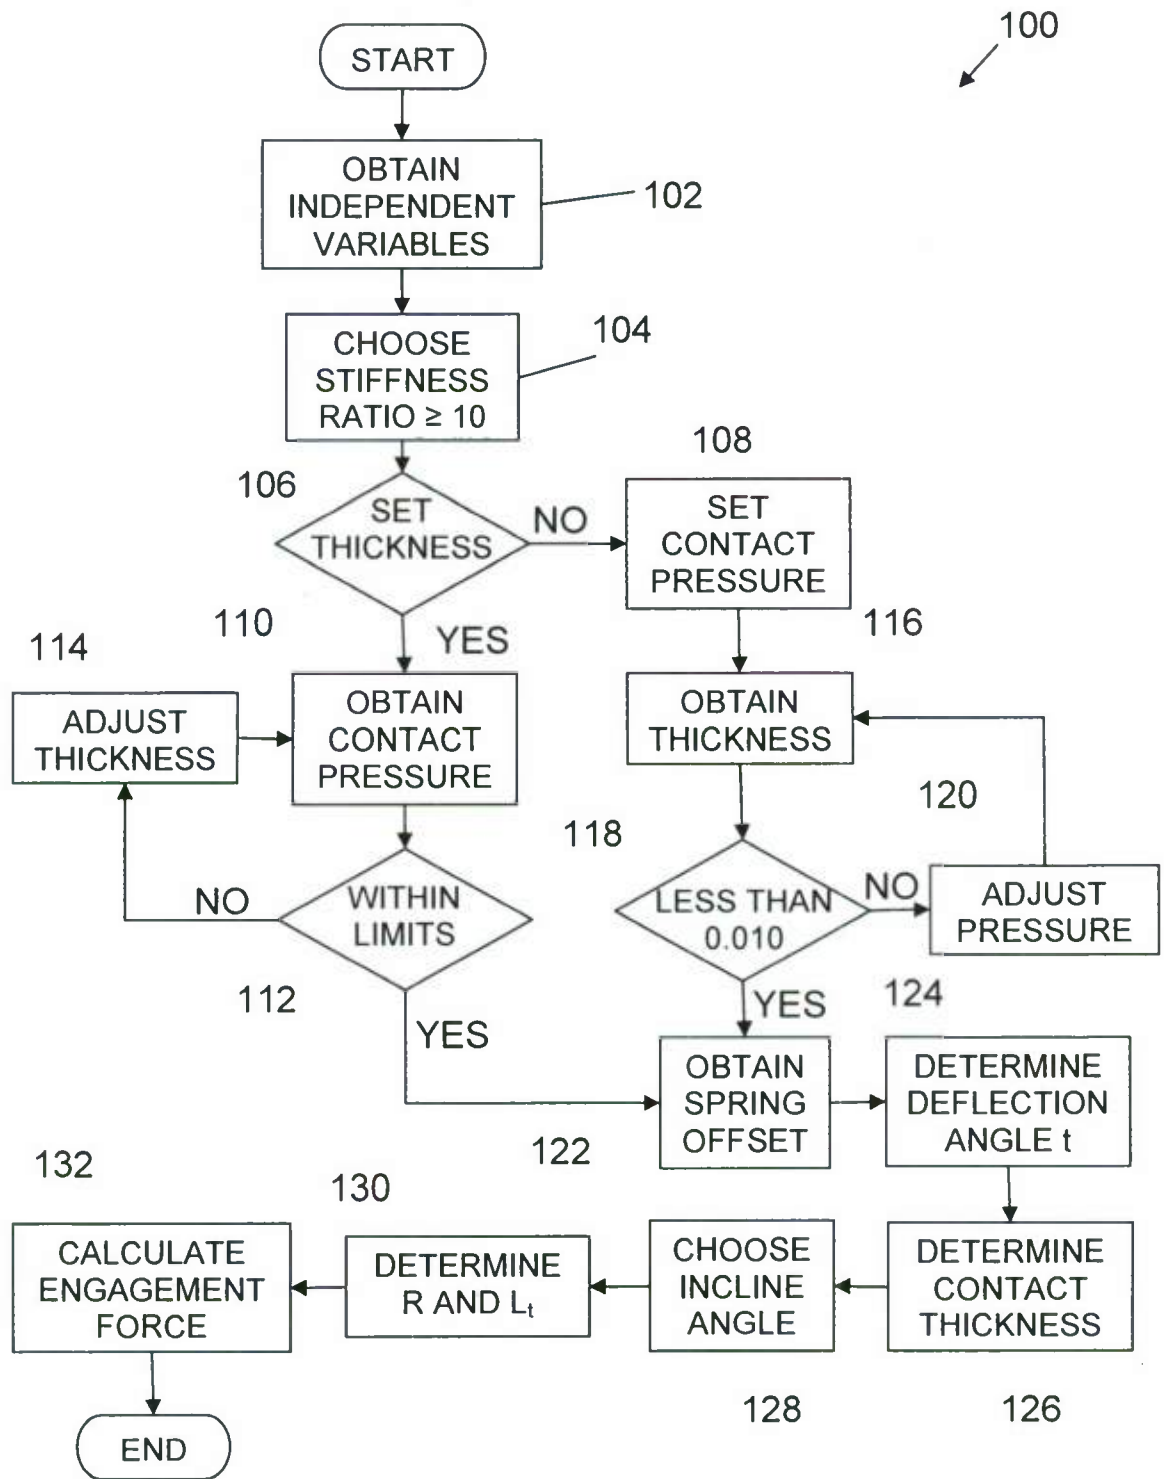 100
START
OBTAIN
INDEPENDENT
VARIABLES
102
CHOOSE
STIFFNESS
RATIO ≥ 10
104
106
SET
THICKNESS
NO
108
SET
CONTACT
PRESSURE
110
YES
114
ADJUST
THICKNESS
OBTAIN
CONTACT
PRESSURE
116
OBTAIN
THICKNESS
118
120
NO
WITHIN
LIMITS
LESS THAN
0.010
NO
ADJUST
PRESSURE
112
YES
YES
124
OBTAIN
SPRING
OFFSET
122
DETERMINE
DEFLECTION
ANGLE t
132
130
CALCULATE
ENGAGEMENT
FORCE
DETERMINE
R AND Lt
CHOOSE
INCLINE
ANGLE
DETERMINE
CONTACT
THICKNESS
128
126
END